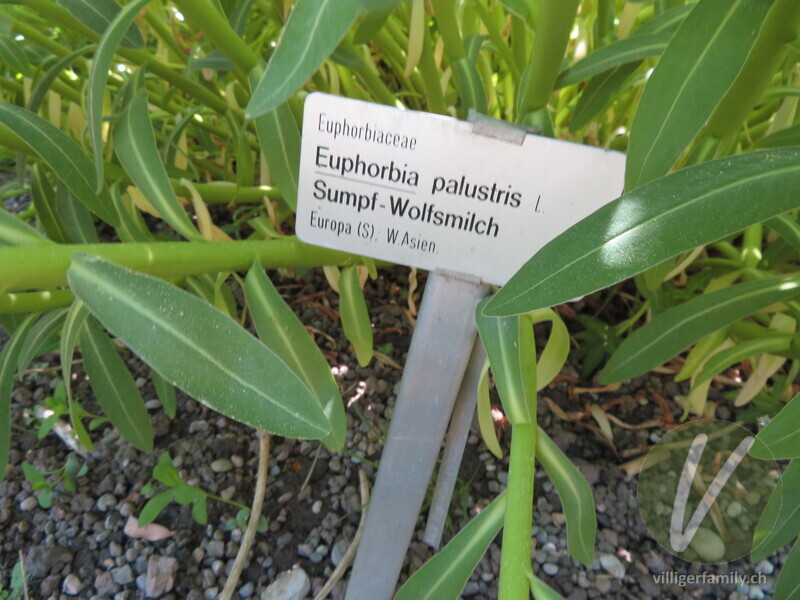 Euphorbiaceae
Euphorbia palustris L.
Sumpf-Wolfsmilch
Europa (S). W.Asien.
V
villigerfamily.ch